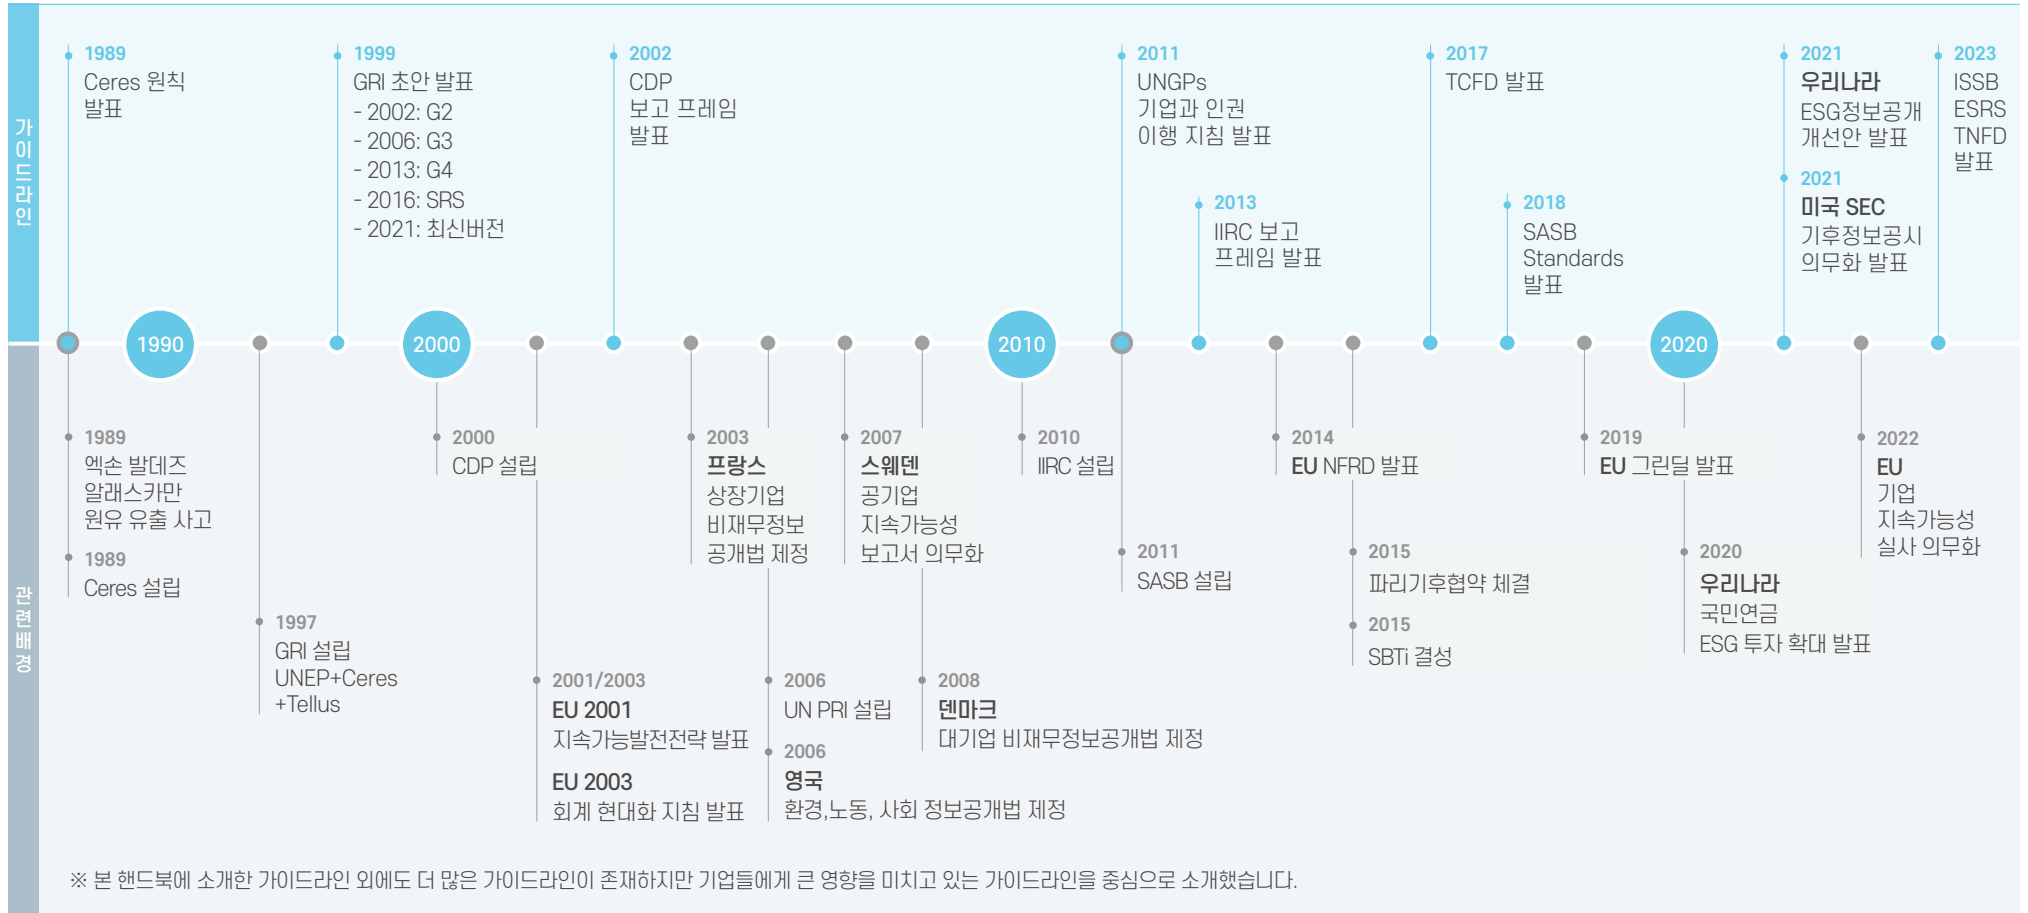 가이드라인
1989
Ceres 원칙
발표
1999
GRI 초안 발표
- 2002: G2
- 2006: G3
- 2013: G4
- 2016: SRS
- 2021: 최신버전
2002
CDP
보고 프레임
발표
2011
UNGPs
기업과 인권
이행 지침 발표
2013
IIRC 보고
프레임 발표
2017
TCFD 발표
2018
SASB
Standards
발표
2021
우리나라
ESG정보공개
개선안 발표
2021
미국 SEC
기후정보공시
의무화 발표
2023
ISSB
ESRS
TNFD
발표
1990
2000
2010
2020
관련배경
1989
엑손 발데즈
알래스카만
원유 유출 사고
1989
Ceres 설립
1997
GRI 설립
UNEP+Ceres
+Tellus
2000
CDP 설립
2001/2003
EU 2001
지속가능발전전략 발표
EU 2003
회계 현대화 지침 발표
2003
프랑스
상장기업
비재무정보
공개법 제정
2006
UN PRI 설립
2006
영국
환경,노동, 사회 정보공개법 제정
2007
스웨덴
공기업
지속가능성
보고서 의무화
2008
덴마크
대기업 비재무정보공개법 제정
2010
IIRC 설립
2011
SASB 설립
2014
EU NFRD 발표
2015
파리기후협약 체결
2015
SBTi 결성
2019
EU 그린딜 발표
2020
우리나라
국민연금
ESG 투자 확대 발표
2022
EU
기업
지속가능성
실사 의무화
※ 본 핸드북에 소개한 가이드라인 외에도 더 많은 가이드라인이 존재하지만 기업들에게 큰 영향을 미치고 있는 가이드라인을 중심으로 소개했습니다.